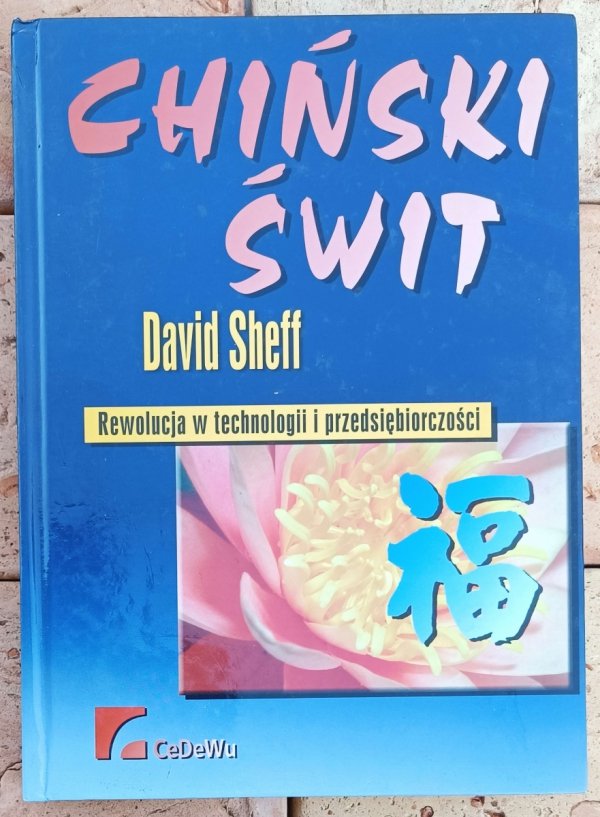 CHIŃSKI
ŚWIT
David Sheff
Rewolucja w technologii i przedsiębiorczości
福
CeDeWu